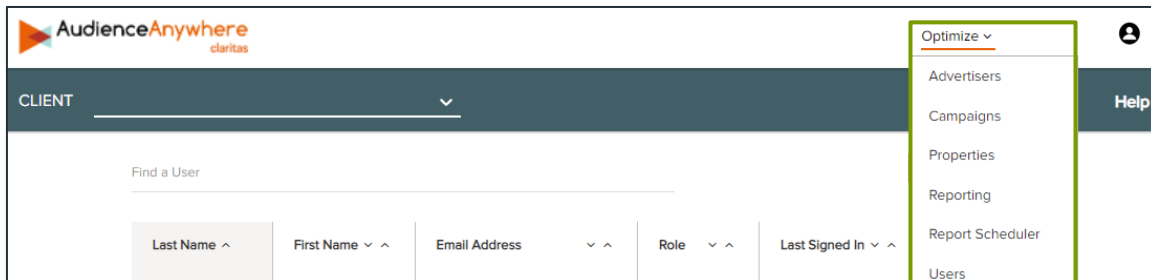 AudienceAnywhere
claritas
Optimize
Advertisers
CLIENT
Help
Campaigns
Properties
Find a User
Reporting
Report Scheduler
Last Name First Name Email Address Role Last Signed In
Users